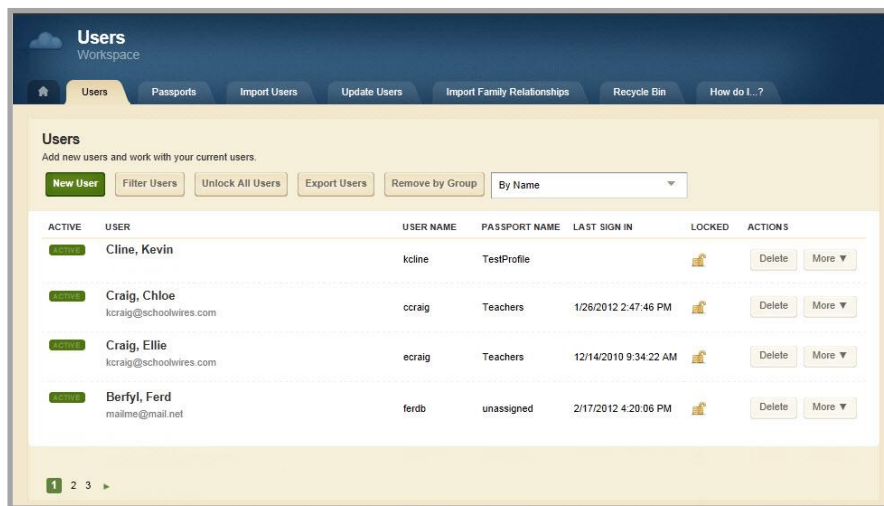 Users
Workspace
Users Passports Import Users Update Users Import Family Relationships Recycle Bin How do I...?
Users
Add new users and work with your current users.
New User Filter Users Unlock All Users Export Users Remove by Group By Name
ACTIVE USER USER NAME PASSPORT NAME LAST SIGN IN LOCKED ACTIONS
ACTIVE Cline, Kevin kcline TestProfile Delete More ▼
ACTIVE Craig, Chloe ccraig Teachers 1/26/2012 2:47:46 PM Delete More ▼
kcraig@schoolwires.com
ACTIVE Craig, Ellie ecraig Teachers 12/14/2010 9:34:22 AM Delete More ▼
kcraig@schoolwires.com
ACTIVE Berfyl, Ferd ferdb unassigned 2/17/2012 4:20:06 PM Delete More ▼
mailme@mail.net
1 2 3 ►